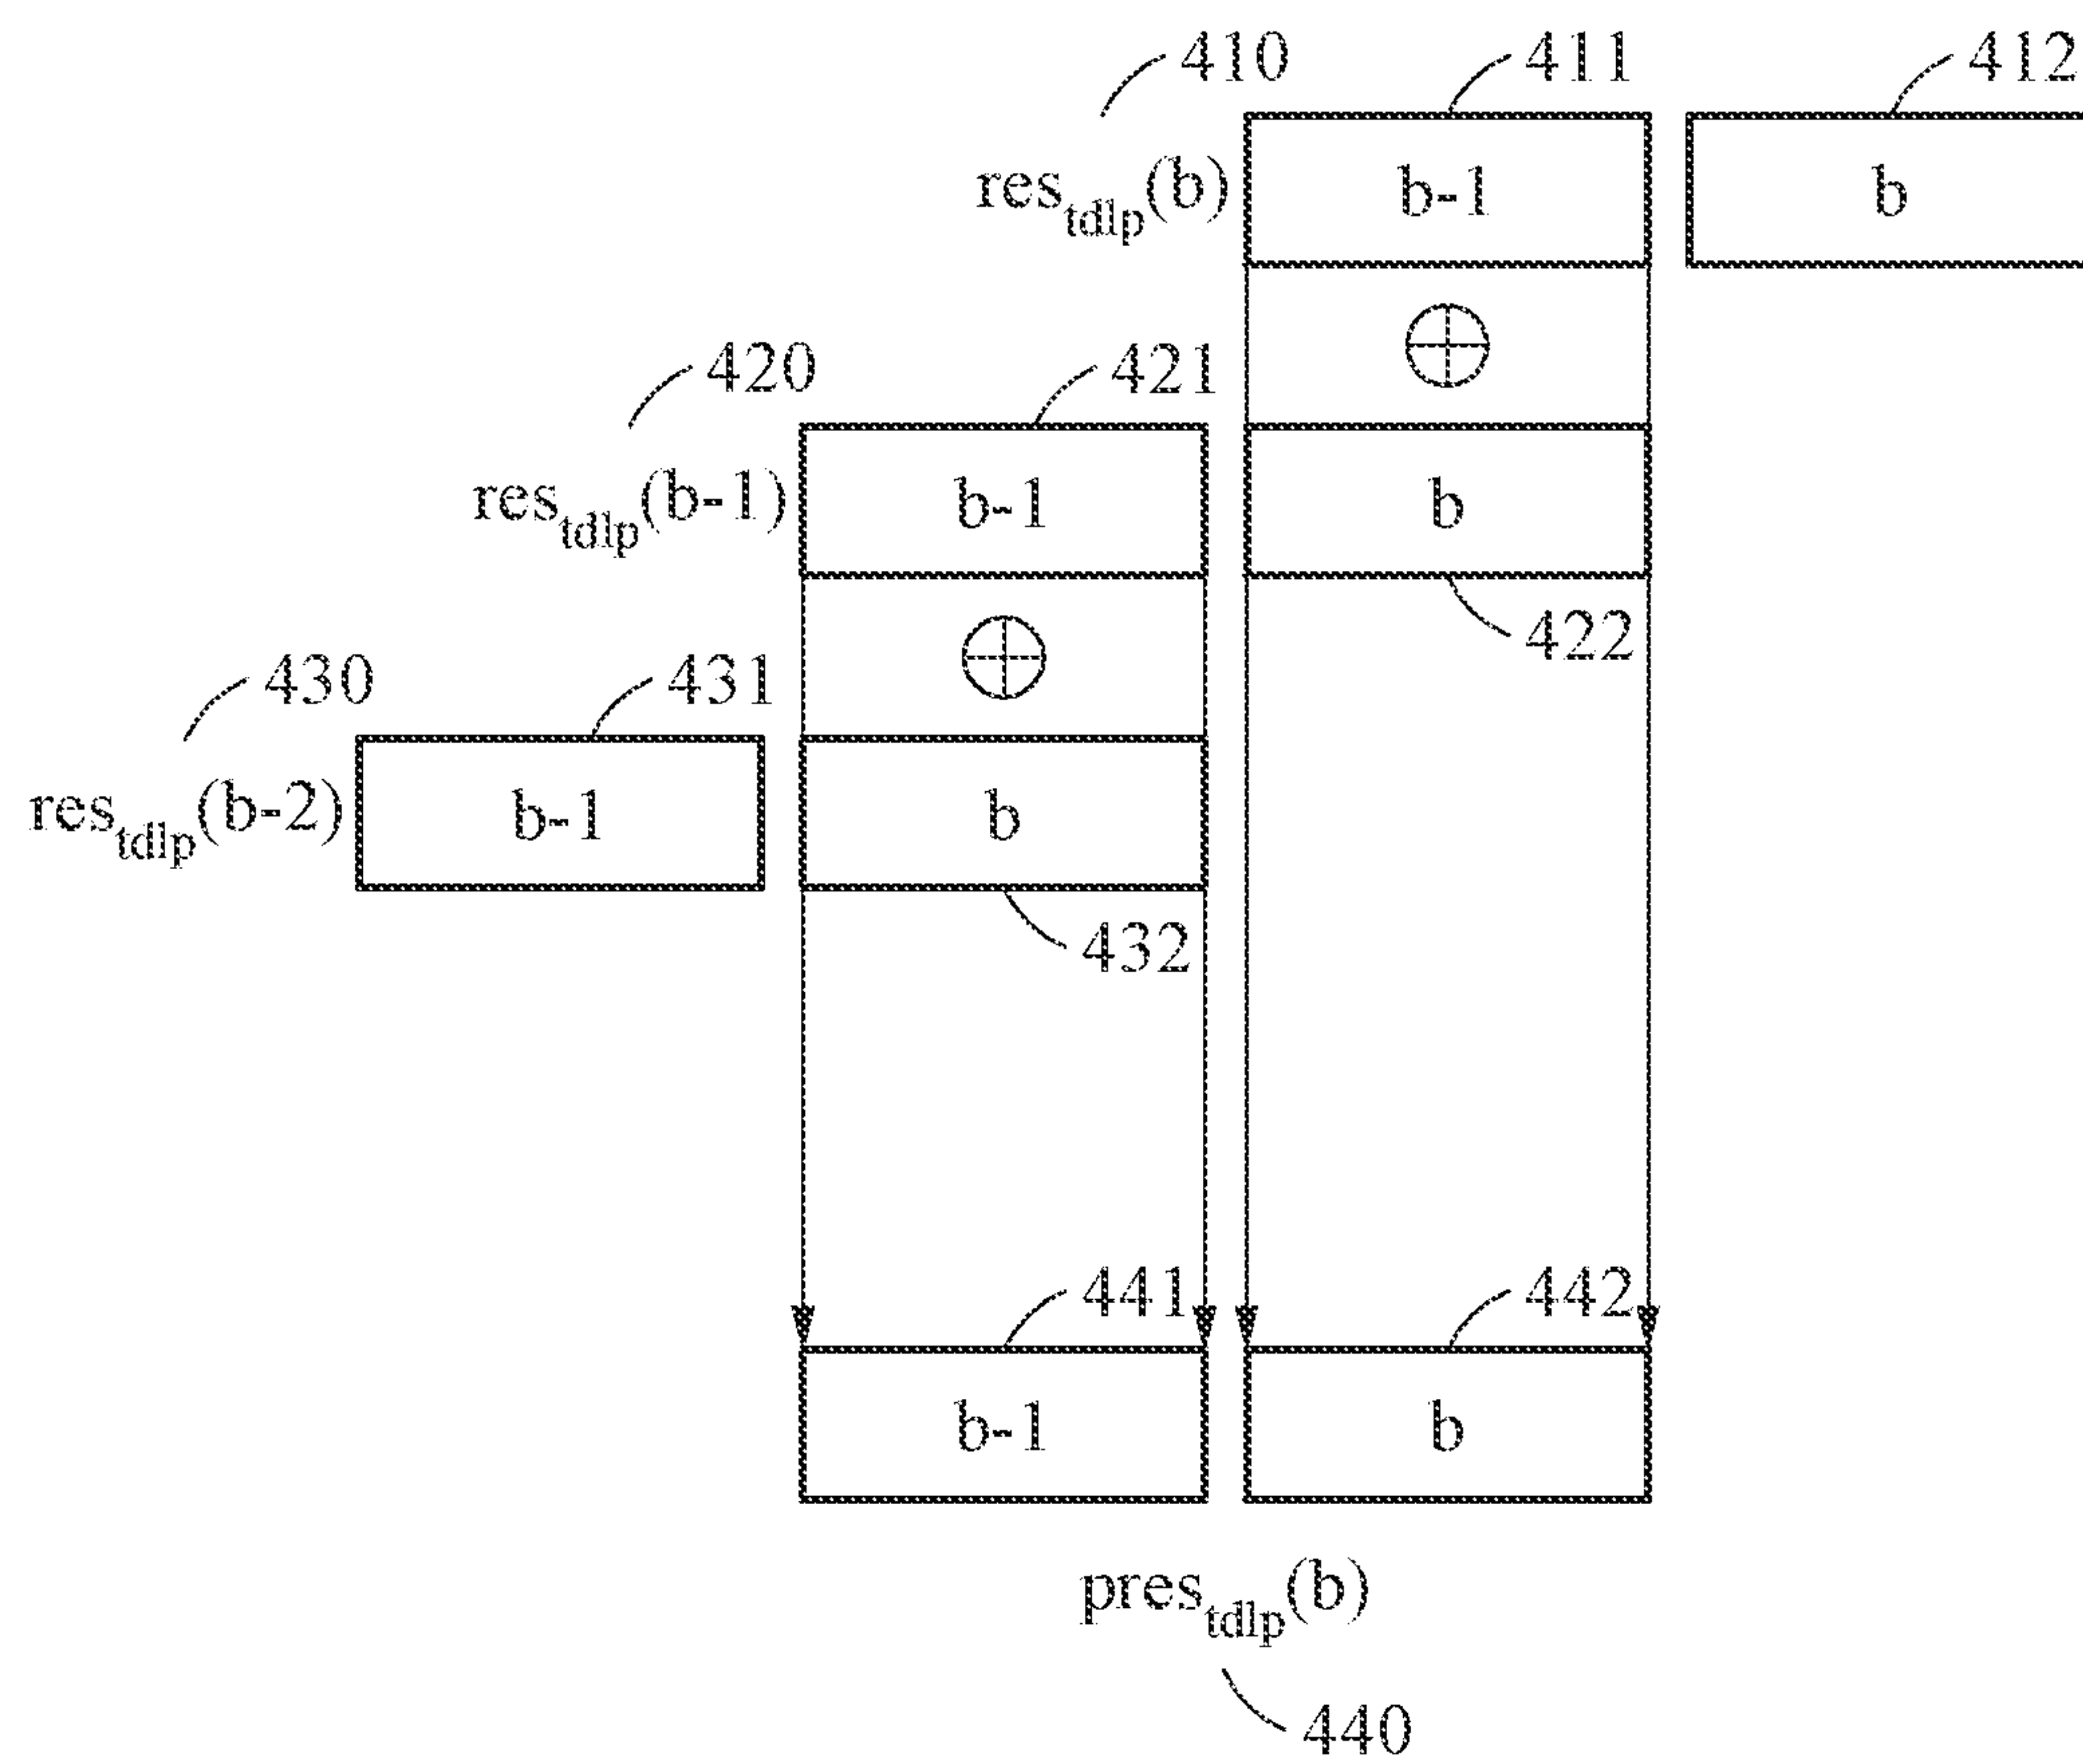 410 411 412
res_tdlp(b) b-1 b
420 421
res_tdlp(b-1) b-1 b
422
430 431
res_tdlp(b-2) b-1 b
432
441 442
b-1 b
pres_tdlp(b)
440